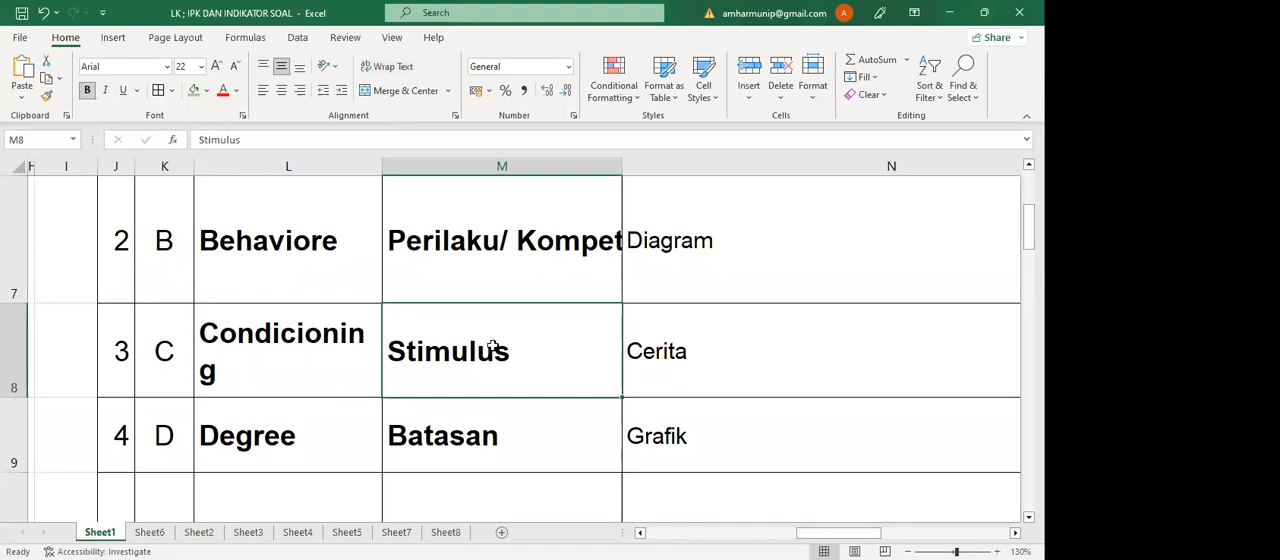 LK ; IPK DAN INDIKATOR SOAL - Excel
Search
amharmunip@gmail.com
A
File Home Insert Page Layout Formulas Data Review View Help
Share
Paste
Arial 22
B I U
Wrap Text
Merge & Center
General
Conditional Formatting
Format as Table
Cell Styles
Insert
Delete
Format
AutoSum
Fill
Clear
Sort & Filter
Find & Select
Clipboard Font Alignment Number Styles Cells Editing
M8
fx
Stimulus
H I J K L M N
7
2 B Behaviore Perilaku/ Kompet Diagram
8
3 C Condicionin
g
Stimulus Cerita
9
4 D Degree Batasan Grafik
Sheet1 Sheet6 Sheet2 Sheet3 Sheet4 Sheet5 Sheet7 Sheet8
Ready Accessibility: Investigate 130%